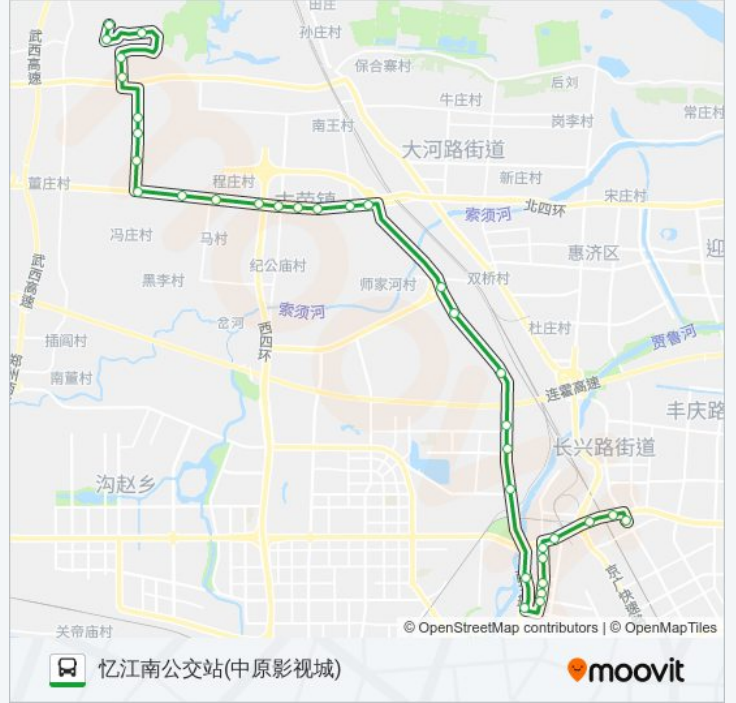 田庄
孙庄村
武西高速
保合寨村
后刘
牛庄村
常庄村
岗李村
南王村
大河路街道
新庄村
程庄村
董庄村
宋庄村
古荥镇
北四环
索须河
冯庄村
马村
惠济区
迎
纪公庙村
黑李村
师家河村
双桥村
武西高速
索须河
岔河
西四环
杜庄村
贾鲁河
插阎村
南董村
连霍高速
丰庆路
长兴路街道
沟赵乡
京广快速
关帝庙村
© OpenStreetMap contributors | © OpenMapTiles
忆江南公交站(中原影视城)
moovit